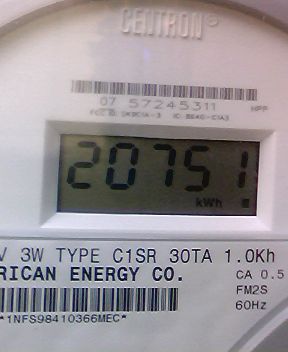 CENTRON®
07 57245311 HPP
20751
kWh
V 3W TYPE C1SR 30TA 1.0Kh
RICAN ENERGY CO. CA 0.5
FM2S
60Hz
*1NFS98410366MEC*